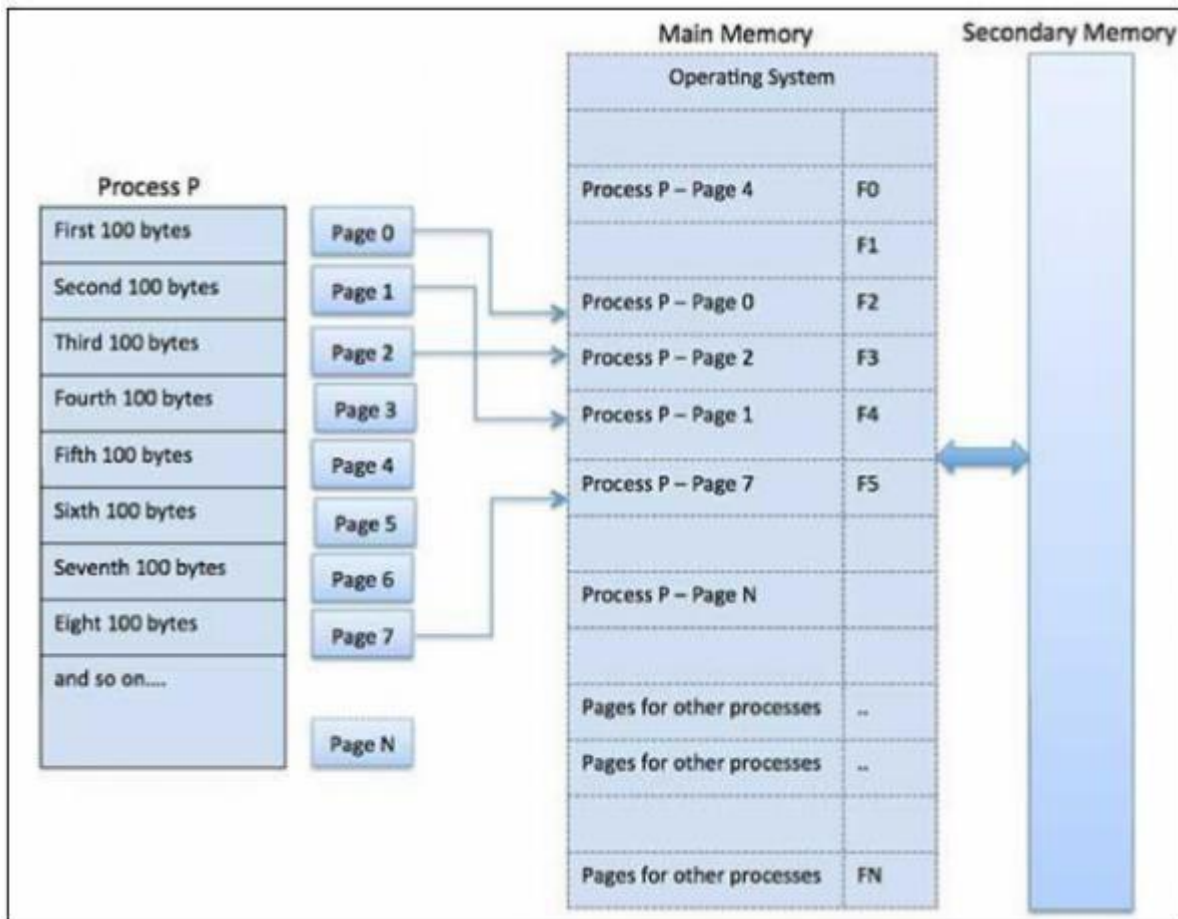 Main Memory
Secondary Memory
Operating System
Process P
Process P – Page 4 F0
First 100 bytes Page 0
F1
Second 100 bytes Page 1
Process P – Page 0 F2
Third 100 bytes Page 2
Process P – Page 2 F3
Fourth 100 bytes Page 3
Process P – Page 1 F4
Fifth 100 bytes Page 4
Process P – Page 7 F5
Sixth 100 bytes Page 5
Seventh 100 bytes Page 6
Process P – Page N
Eight 100 bytes Page 7
and so on....
Pages for other processes ..
Page N
Pages for other processes ..
Pages for other processes FN